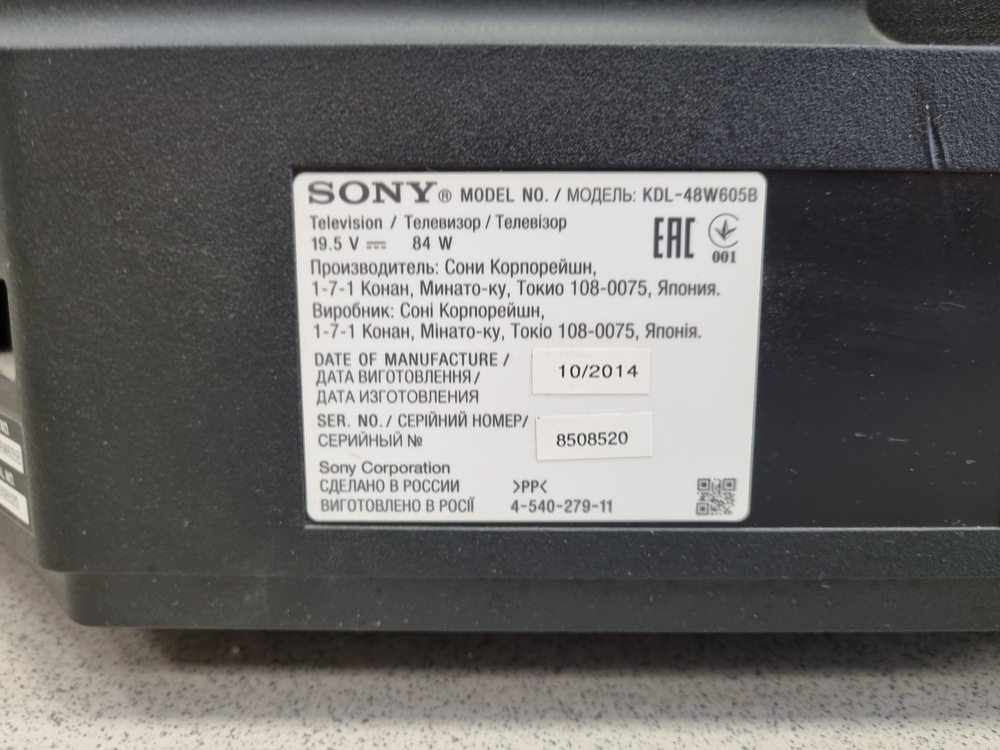 SONY® MODEL NO. / МОДЕЛЬ: KDL-48W605B
Television / Телевизор / Телевізор
19.5 V ⎓ 84 W
EAC
001
Производитель: Сони Корпорейшн,
1-7-1 Конан, Минато-ку, Токио 108-0075, Япония.
Виробник: Соні Корпорейшн,
1-7-1 Конан, Мінато-ку, Токіо 108-0075, Японія.
DATE OF MANUFACTURE /
ДАТА ВИГОТОВЛЕННЯ /
ДАТА ИЗГОТОВЛЕНИЯ
10/2014
SER. NO. / СЕРІЙНИЙ НОМЕР/
СЕРИЙНЫЙ №
8508520
Sony Corporation
СДЕЛАНО В РОССИИ >PP<
ВИГОТОВЛЕНО В РОСІЇ 4-540-279-11